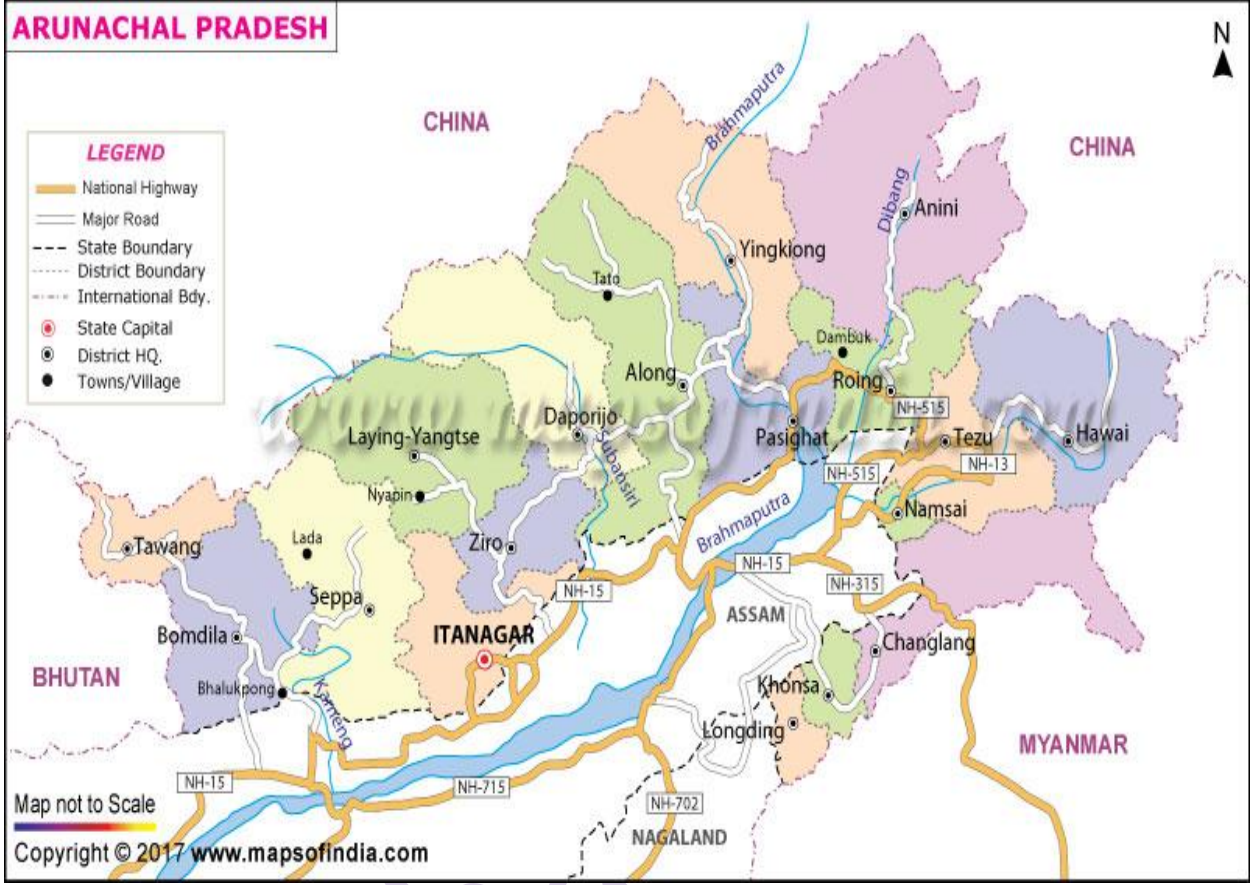 ARUNACHAL PRADESH
N
CHINA
CHINA
LEGEND
National Highway
Major Road
State Boundary
District Boundary
International Bdy.
State Capital
District HQ.
Towns/Village
Brahmaputra
Dibang
Anini
Yingkiong
Tato
Dambuk
Along
Roing
NH-515
www.mapsofindia.com
Daporijo
Laying-Yangtse
Subansiri
Pasighat
Tezu
Hawai
NH-13
NH-515
Nyapin
Namsai
Brahmaputra
Tawang
Lada
Ziro
NH-15
NH-15
NH-315
Seppa
ASSAM
Bomdila
ITANAGAR
Changlang
BHUTAN
Bhalukpong
Kameng
Khonsa
Longding
MYANMAR
NH-15
NH-715
NH-702
NAGALAND
Map not to Scale
Copyright © 2017 www.mapsofindia.com